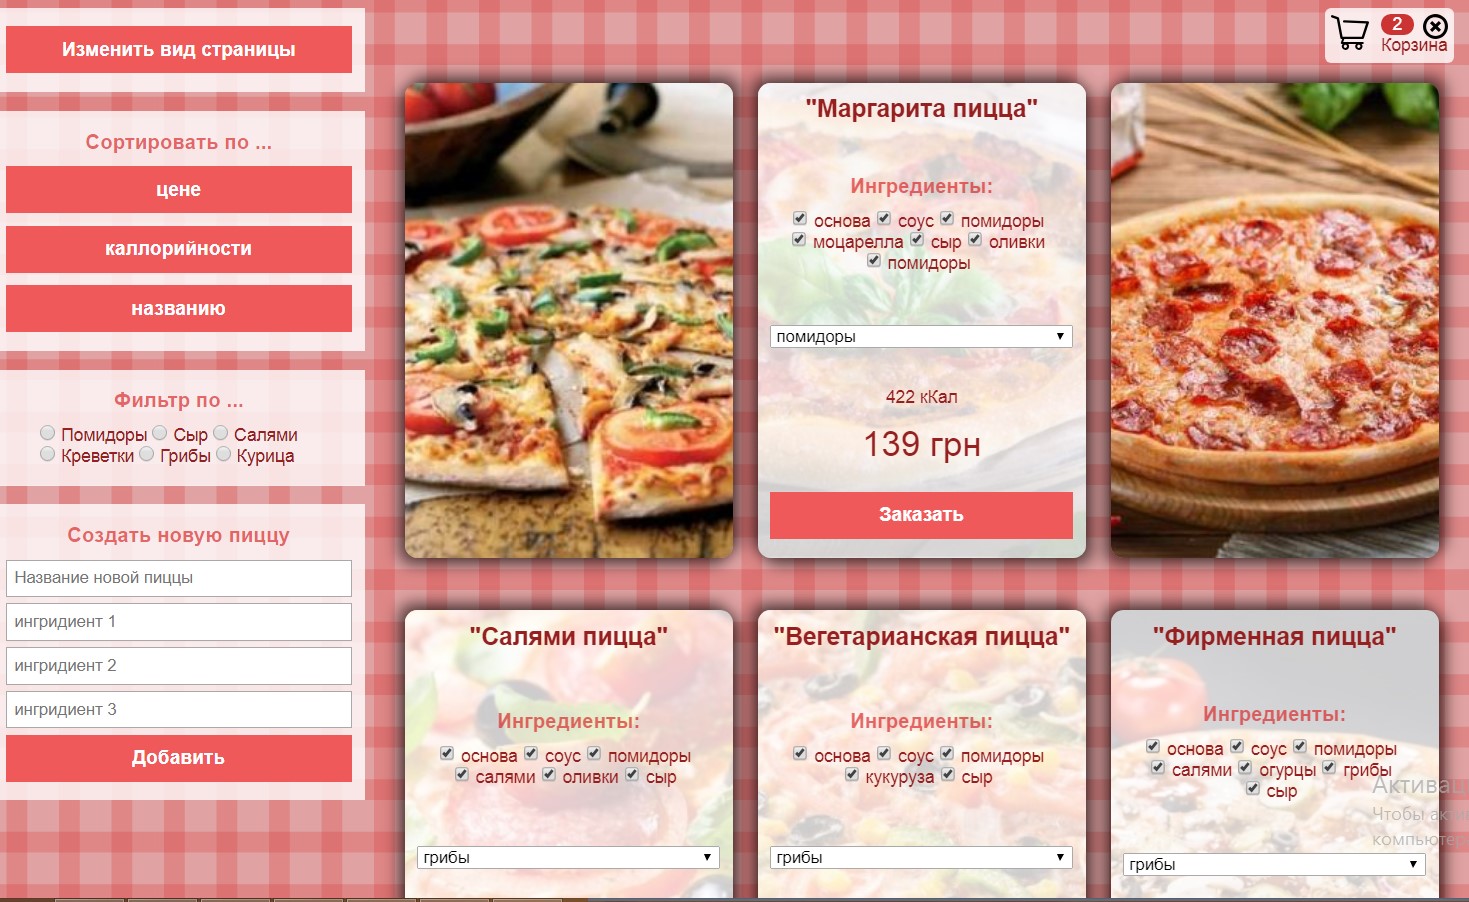 Изменить вид страницы
Сортировать по ...
цене
каллорийности
названию
Фильтр по ...
Помидоры Сыр Салями
Креветки Грибы Курица
Создать новую пиццу
Название новой пиццы
ингридиент 1
ингридиент 2
ингридиент 3
Добавить
2
Корзина
"Маргарита пицца"
Ингредиенты:
основа соус помидоры
моцарелла сыр оливки
помидоры
помидоры
422 кКал
139 грн
Заказать
"Салями пицца"
Ингредиенты:
основа соус помидоры
салями оливки сыр
грибы
"Вегетарианская пицца"
Ингредиенты:
основа соус помидоры
кукуруза сыр
грибы
"Фирменная пицца"
Ингредиенты:
основа соус помидоры
салями огурцы грибы
сыр
грибы
Чтобы